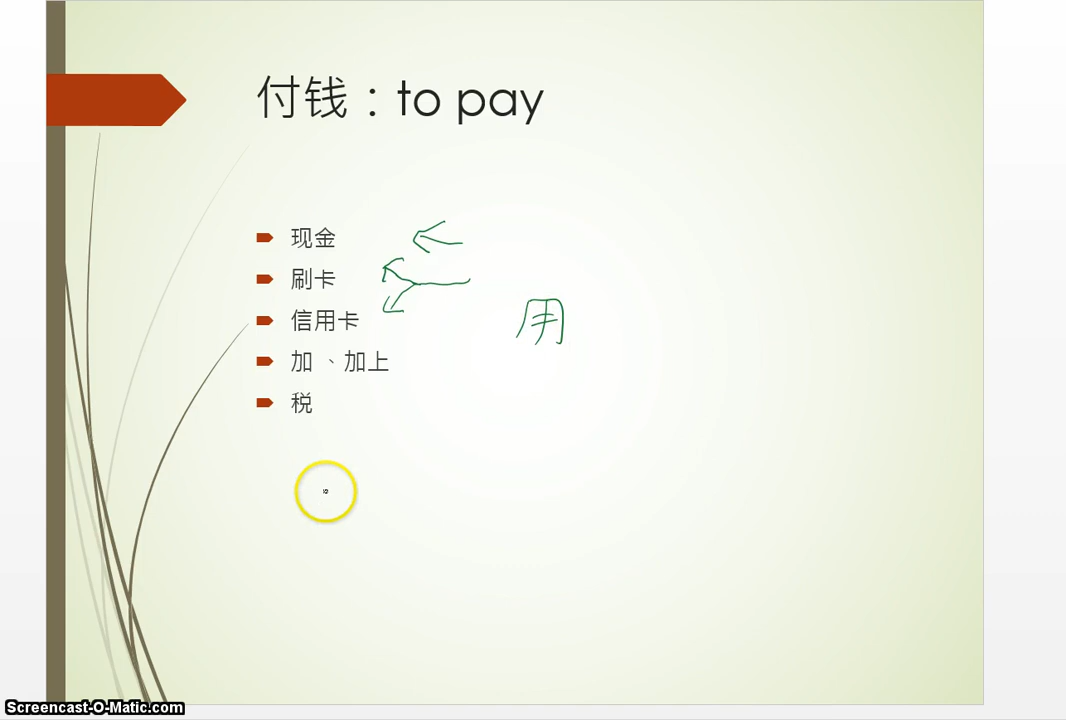 付钱：to pay
现金
刷卡
用
信用卡
加 、加上
税
Screencast-O-Matic.com